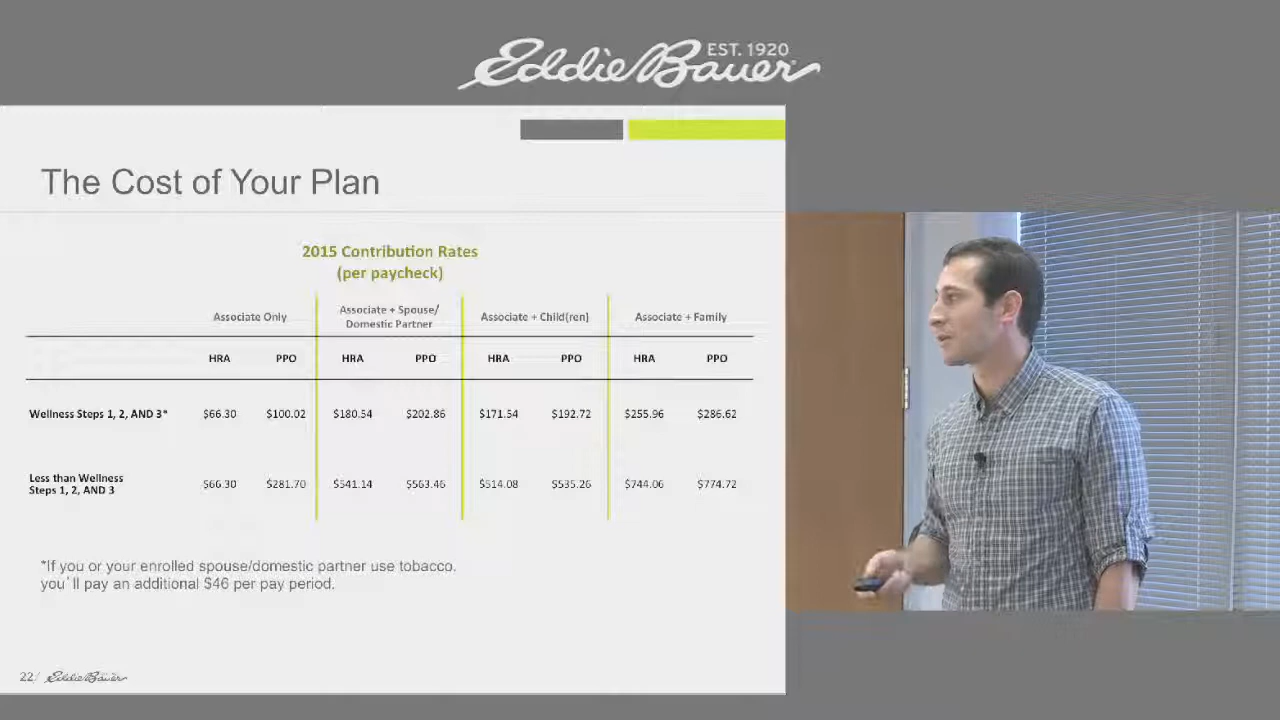 Eddie Bauer EST. 1920
The Cost of Your Plan
2015 Contribution Rates
(per paycheck)
Associate Only
Associate + Spouse/
Domestic Partner
Associate + Child(ren)
Associate + Family
HRA PPO HRA PPO HRA PPO HRA PPO
Wellness Steps 1, 2, AND 3* $66.30 $100.02 $180.54 $202.86 $171.54 $192.72 $255.96 $286.62
Less than Wellness
Steps 1, 2, AND 3 $66.30 $281.70 $541.14 $563.46 $514.08 $535.26 $744.06 $774.72
*If you or your enrolled spouse/domestic partner use tobacco,
you´ll pay an additional $46 per pay period.
22/ Eddie Bauer